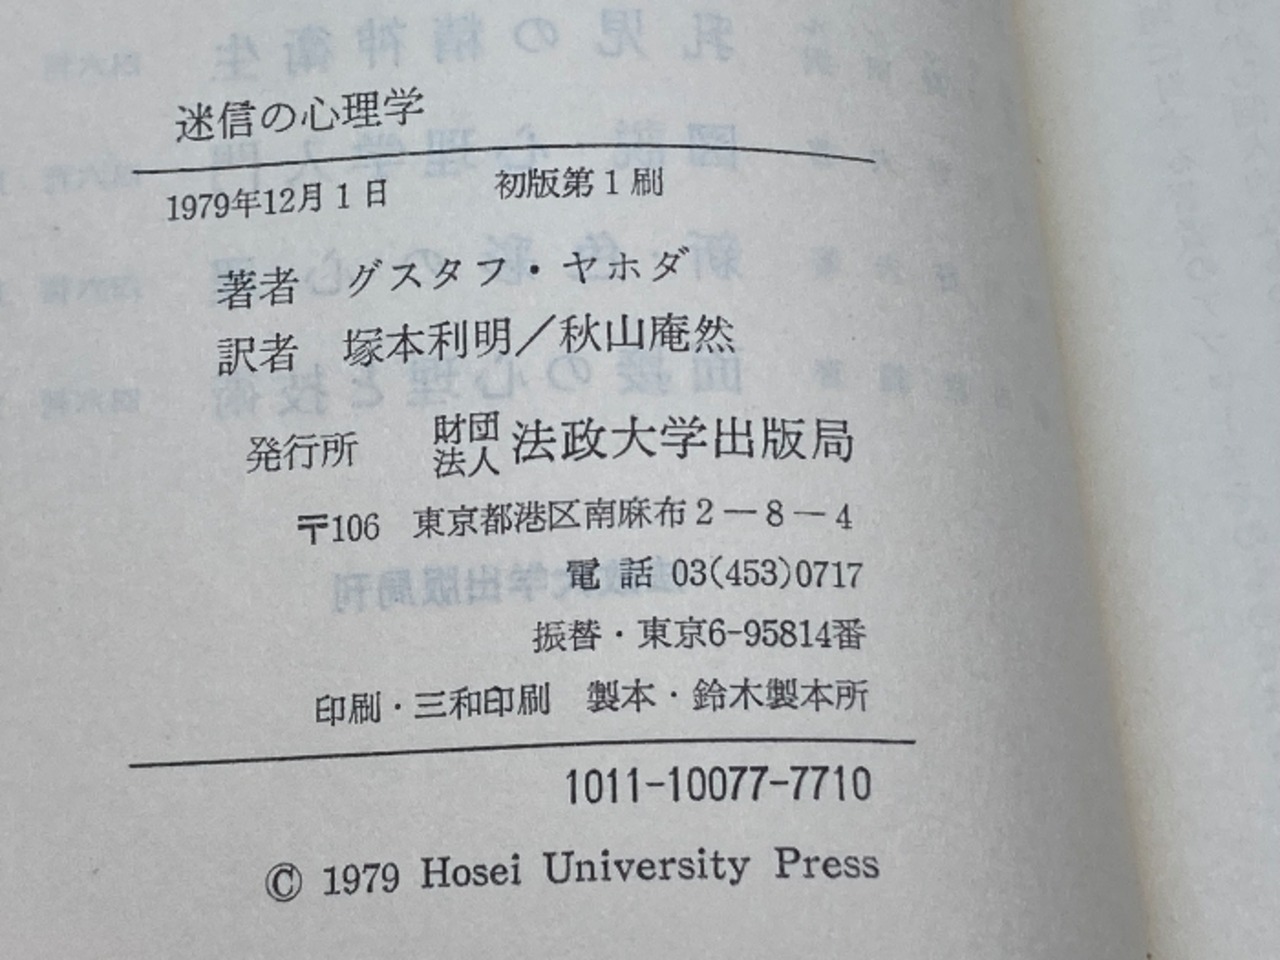 迷信の心理学
1979年12月1日　初版第1刷
著者　グスタフ・ヤホダ
訳者　塚本利明／秋山庵然
発行所　財団法人 法政大学出版局
〒106　東京都港区南麻布2－8－4
電話 03(453)0717
振替・東京6-95814番
印刷・三和印刷　製本・鈴木製本所
1011-10077-7710
© 1979 Hosei University Press